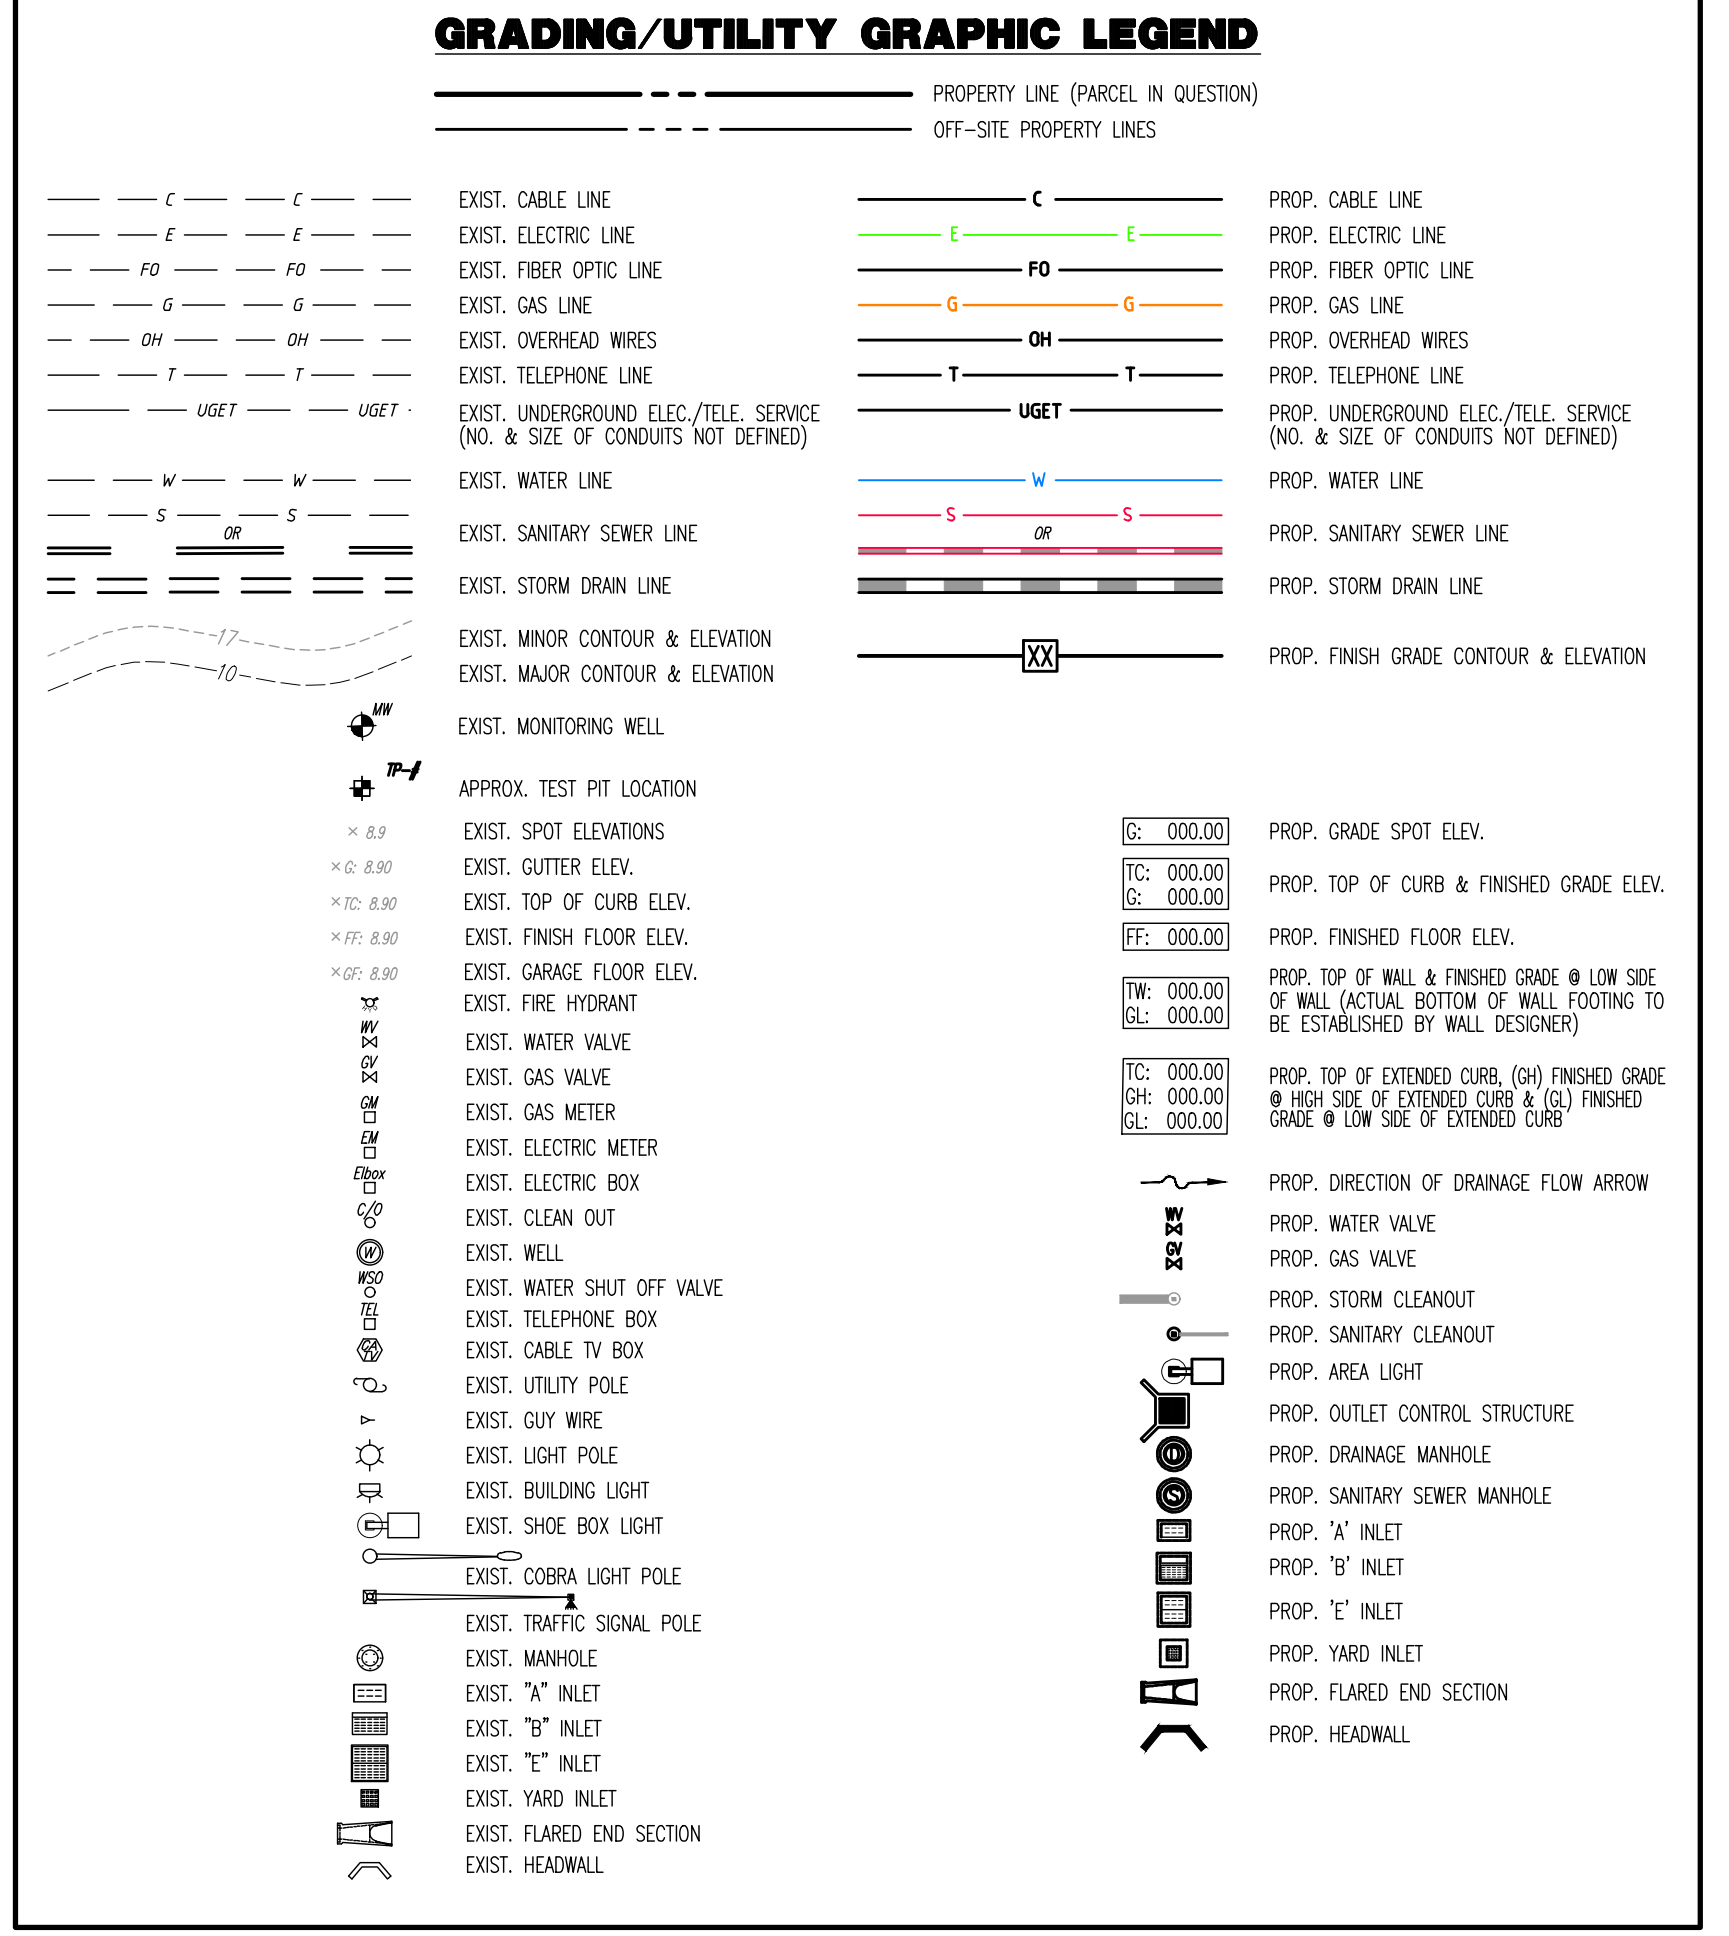 GRADING/UTILITY GRAPHIC LEGEND
PROPERTY LINE (PARCEL IN QUESTION)
OFF-SITE PROPERTY LINES
C C EXIST. CABLE LINE
E E EXIST. ELECTRIC LINE
FO FO EXIST. FIBER OPTIC LINE
G G EXIST. GAS LINE
OH OH EXIST. OVERHEAD WIRES
T T EXIST. TELEPHONE LINE
UGET UGET EXIST. UNDERGROUND ELEC./TELE. SERVICE
(NO. & SIZE OF CONDUITS NOT DEFINED)
W W EXIST. WATER LINE
S S
OR EXIST. SANITARY SEWER LINE
EXIST. STORM DRAIN LINE
17 EXIST. MINOR CONTOUR & ELEVATION
10 EXIST. MAJOR CONTOUR & ELEVATION
MW
EXIST. MONITORING WELL
TP-#
APPROX. TEST PIT LOCATION
× 8.9 EXIST. SPOT ELEVATIONS
× G: 8.90 EXIST. GUTTER ELEV.
× TC: 8.90 EXIST. TOP OF CURB ELEV.
× FF: 8.90 EXIST. FINISH FLOOR ELEV.
× GF: 8.90 EXIST. GARAGE FLOOR ELEV.
EXIST. FIRE HYDRANT
WV
EXIST. WATER VALVE
GV
EXIST. GAS VALVE
GM
EXIST. GAS METER
EM
EXIST. ELECTRIC METER
Elbox
EXIST. ELECTRIC BOX
C/O
EXIST. CLEAN OUT
W EXIST. WELL
WSO
EXIST. WATER SHUT OFF VALVE
TEL
EXIST. TELEPHONE BOX
CA
TV
EXIST. CABLE TV BOX
EXIST. UTILITY POLE
EXIST. GUY WIRE
EXIST. LIGHT POLE
EXIST. BUILDING LIGHT
EXIST. SHOE BOX LIGHT
EXIST. COBRA LIGHT POLE
EXIST. TRAFFIC SIGNAL POLE
EXIST. MANHOLE
EXIST. "A" INLET
EXIST. "B" INLET
EXIST. "E" INLET
EXIST. YARD INLET
EXIST. FLARED END SECTION
EXIST. HEADWALL
C PROP. CABLE LINE
E E PROP. ELECTRIC LINE
FO PROP. FIBER OPTIC LINE
G G PROP. GAS LINE
OH PROP. OVERHEAD WIRES
T T PROP. TELEPHONE LINE
UGET PROP. UNDERGROUND ELEC./TELE. SERVICE
(NO. & SIZE OF CONDUITS NOT DEFINED)
W PROP. WATER LINE
S S
OR PROP. SANITARY SEWER LINE
PROP. STORM DRAIN LINE
XX PROP. FINISH GRADE CONTOUR & ELEVATION
G: 000.00 PROP. GRADE SPOT ELEV.
TC: 000.00
G: 000.00
PROP. TOP OF CURB & FINISHED GRADE ELEV.
FF: 000.00 PROP. FINISHED FLOOR ELEV.
TW: 000.00
GL: 000.00
PROP. TOP OF WALL & FINISHED GRADE @ LOW SIDE
OF WALL (ACTUAL BOTTOM OF WALL FOOTING TO
BE ESTABLISHED BY WALL DESIGNER)
TC: 000.00
GH: 000.00
GL: 000.00
PROP. TOP OF EXTENDED CURB, (GH) FINISHED GRADE
@ HIGH SIDE OF EXTENDED CURB & (GL) FINISHED
GRADE @ LOW SIDE OF EXTENDED CURB
PROP. DIRECTION OF DRAINAGE FLOW ARROW
WV
PROP. WATER VALVE
GV
PROP. GAS VALVE
PROP. STORM CLEANOUT
PROP. SANITARY CLEANOUT
PROP. AREA LIGHT
PROP. OUTLET CONTROL STRUCTURE
D PROP. DRAINAGE MANHOLE
S PROP. SANITARY SEWER MANHOLE
PROP. 'A' INLET
PROP. 'B' INLET
PROP. 'E' INLET
PROP. YARD INLET
PROP. FLARED END SECTION
PROP. HEADWALL